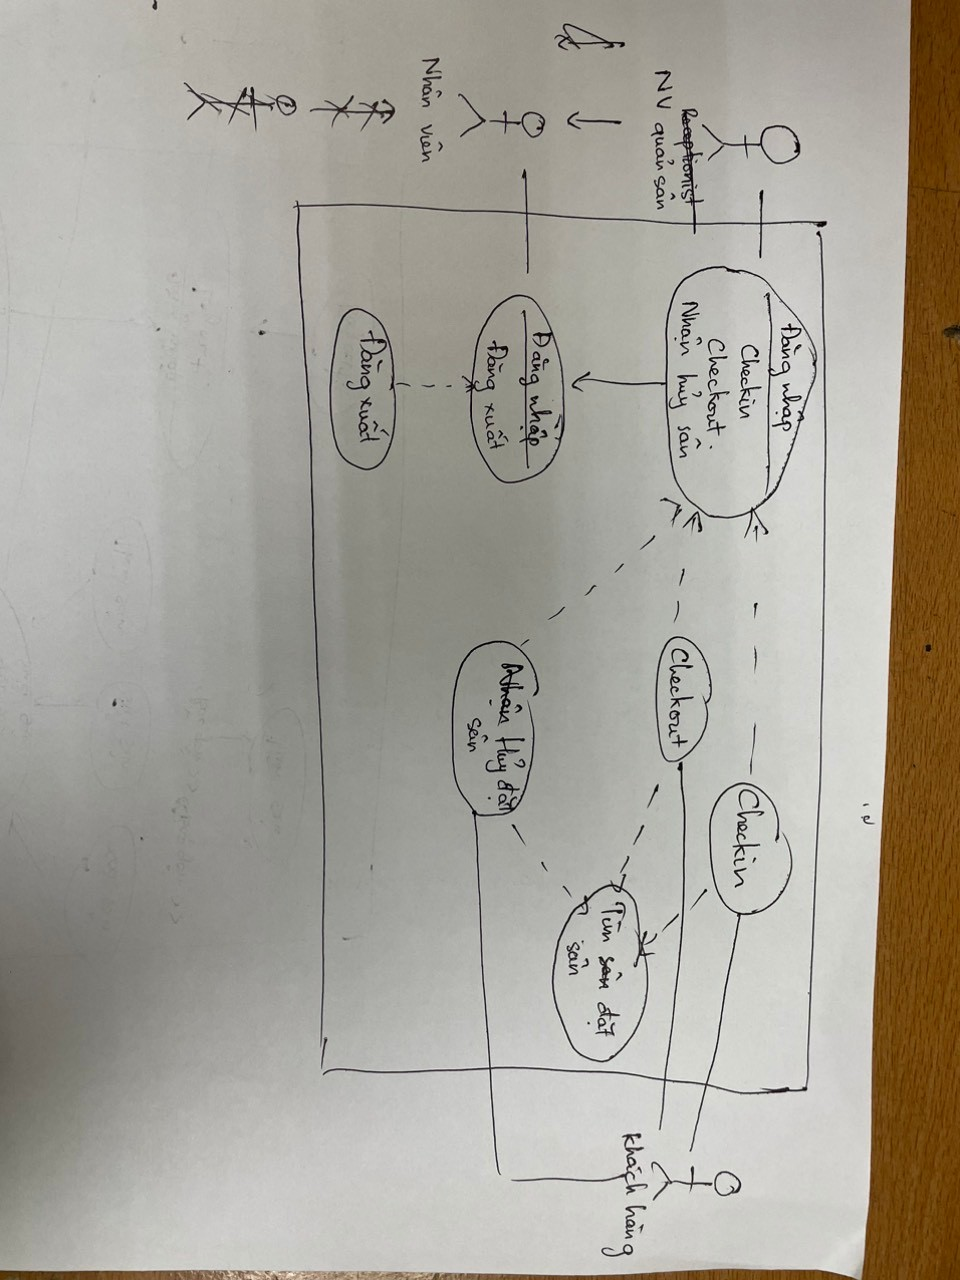 Receptionist
NV quản sân
Nhân viên
Đăng nhập
Checkin
Checkout.
Nhận hủy sân
Đăng nhập
Đăng xuất
Đăng xuất
Checkin
Checkout
Nhận Hủy đặt
sân
Tìm sân đặt
sân
khách hàng